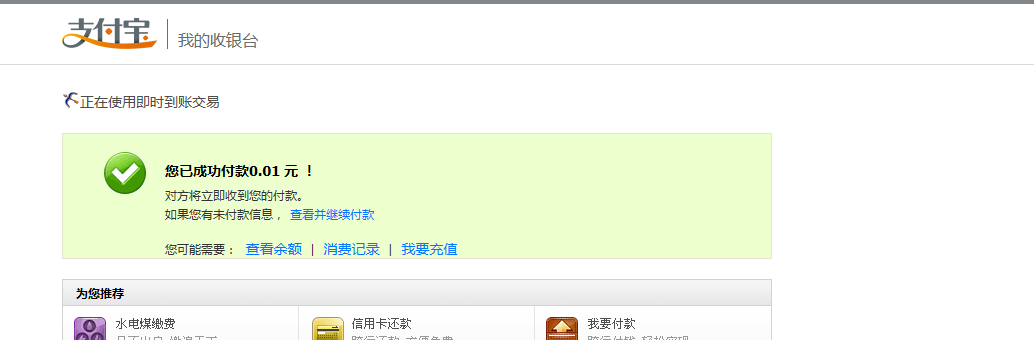 支付宝 我的收银台
正在使用即时到账交易
您已成功付款0.01 元 ！
对方将立即收到您的付款。
如果您有未付款信息， 查看并继续付款
您可能需要： 查看余额 | 消费记录 | 我要充值
为您推荐
水电煤缴费 信用卡还款 我要付款